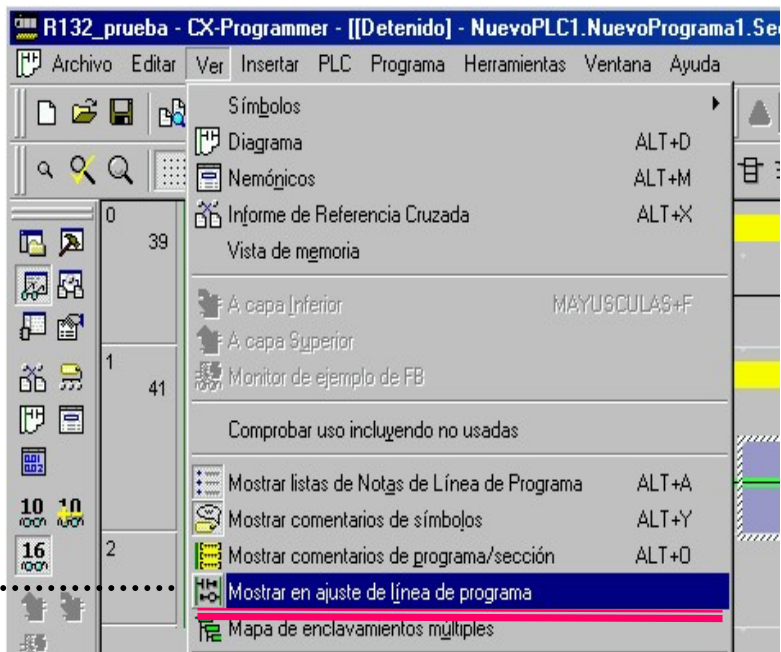 R132_prueba - CX-Programmer - [[Detenido] - NuevoPLC1.NuevoPrograma1.Se
Archivo Editar Ver Insertar PLC Programa Herramientas Ventana Ayuda
Símbolos
Diagrama ALT+D
Nemónicos ALT+M
Informe de Referencia Cruzada ALT+X
Vista de memoria
A capa Inferior MAYUSCULAS+F
A capa Superior
Monitor de ejemplo de FB
Comprobar uso incluyendo no usadas
Mostrar listas de Notas de Línea de Programa ALT+A
Mostrar comentarios de símbolos ALT+Y
Mostrar comentarios de programa/sección ALT+O
Mostrar en ajuste de línea de programa
Mapa de enclavamientos múltiples
0
39
1
41
2
10 10
16